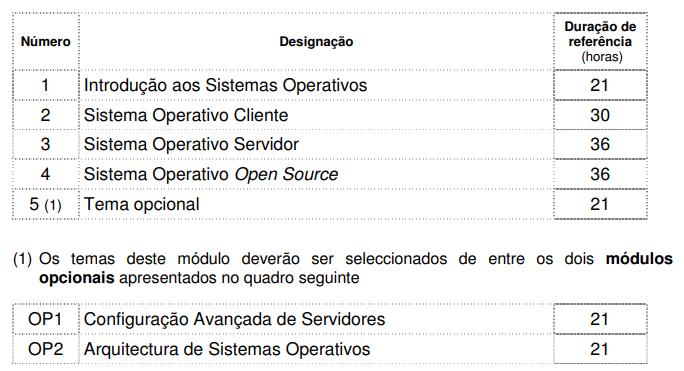 Número Designação Duração de referência (horas)
1 Introdução aos Sistemas Operativos 21
2 Sistema Operativo Cliente 30
3 Sistema Operativo Servidor 36
4 Sistema Operativo Open Source 36
5 (1) Tema opcional 21
(1) Os temas deste módulo deverão ser seleccionados de entre os dois módulos
opcionais apresentados no quadro seguinte
OP1 Configuração Avançada de Servidores 21
OP2 Arquitectura de Sistemas Operativos 21